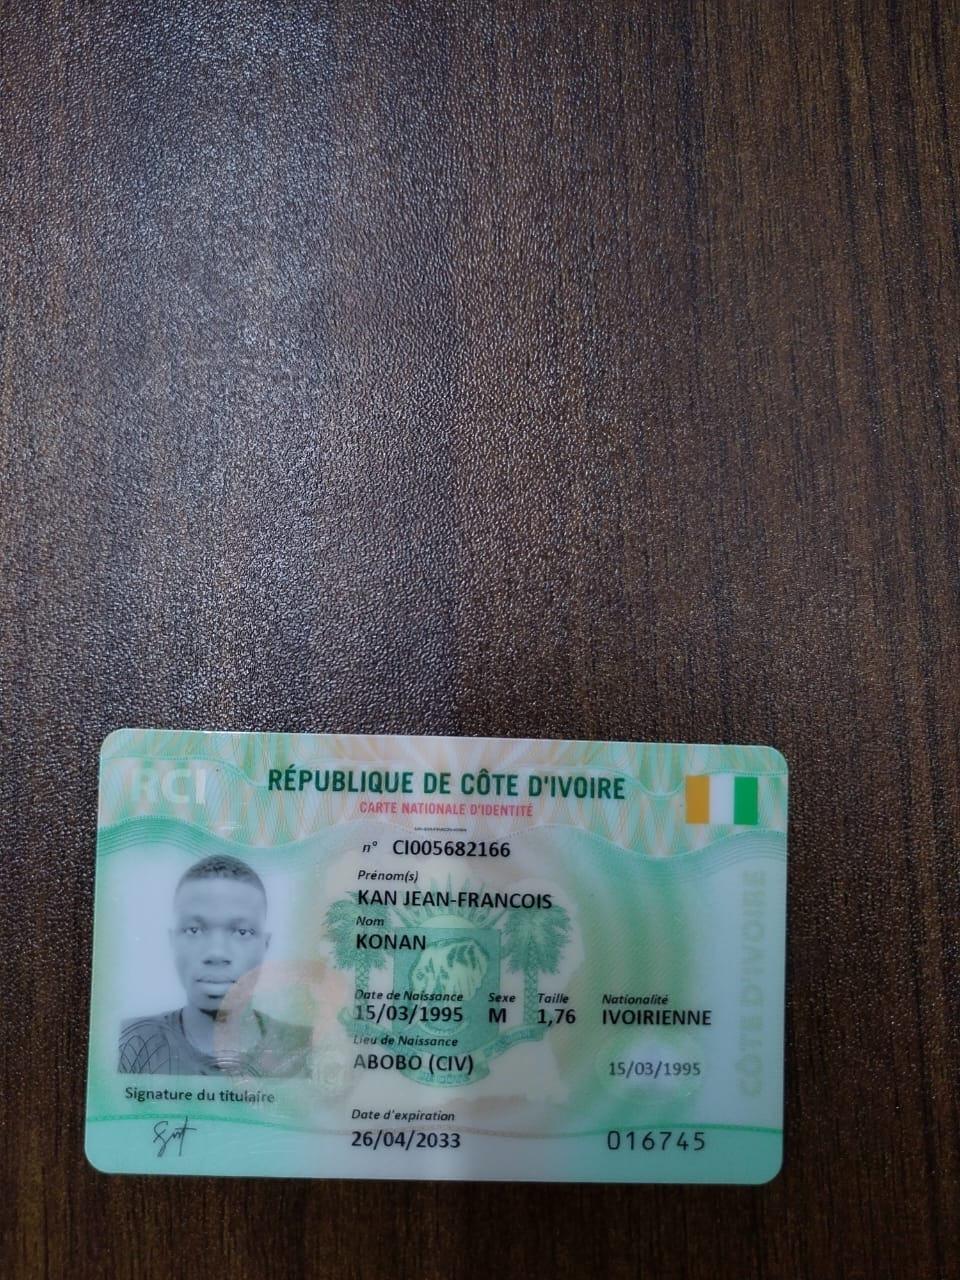 RCI
RÉPUBLIQUE DE CÔTE D'IVOIRE
CARTE NATIONALE D'IDENTITÉ
n° CI005682166
Prénom(s)
KAN JEAN-FRANCOIS
Nom
KONAN
Date de Naissance Sexe Taille Nationalité
15/03/1995 M 1,76 IVOIRIENNE
Lieu de Naissance
ABOBO (CIV)
15/03/1995
Signature du titulaire
Date d'expiration
26/04/2033
016745
CÔTE D'IVOIRE